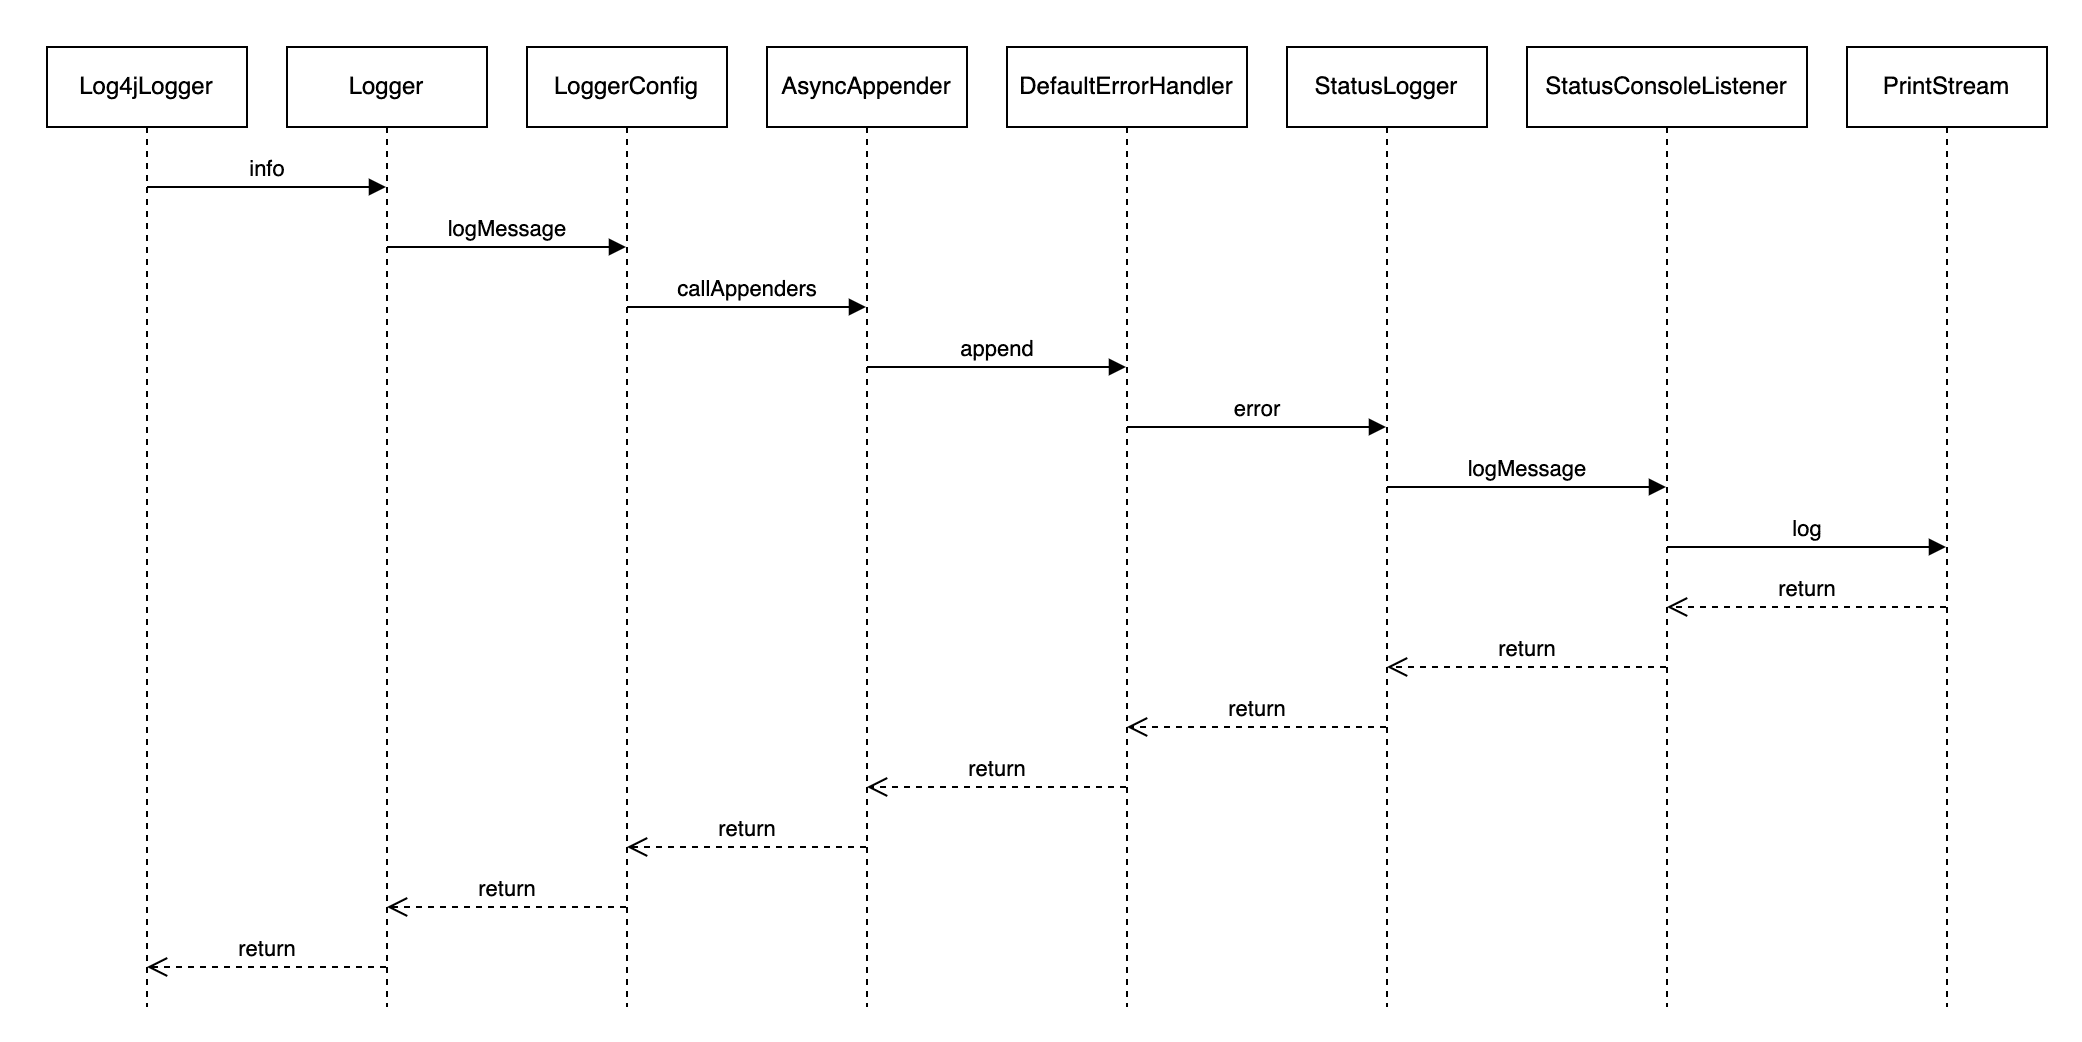 Log4jLogger
Logger
LoggerConfig
AsyncAppender
DefaultErrorHandler
StatusLogger
StatusConsoleListener
PrintStream
info
logMessage
callAppenders
append
error
logMessage
log
return
return
return
return
return
return
return